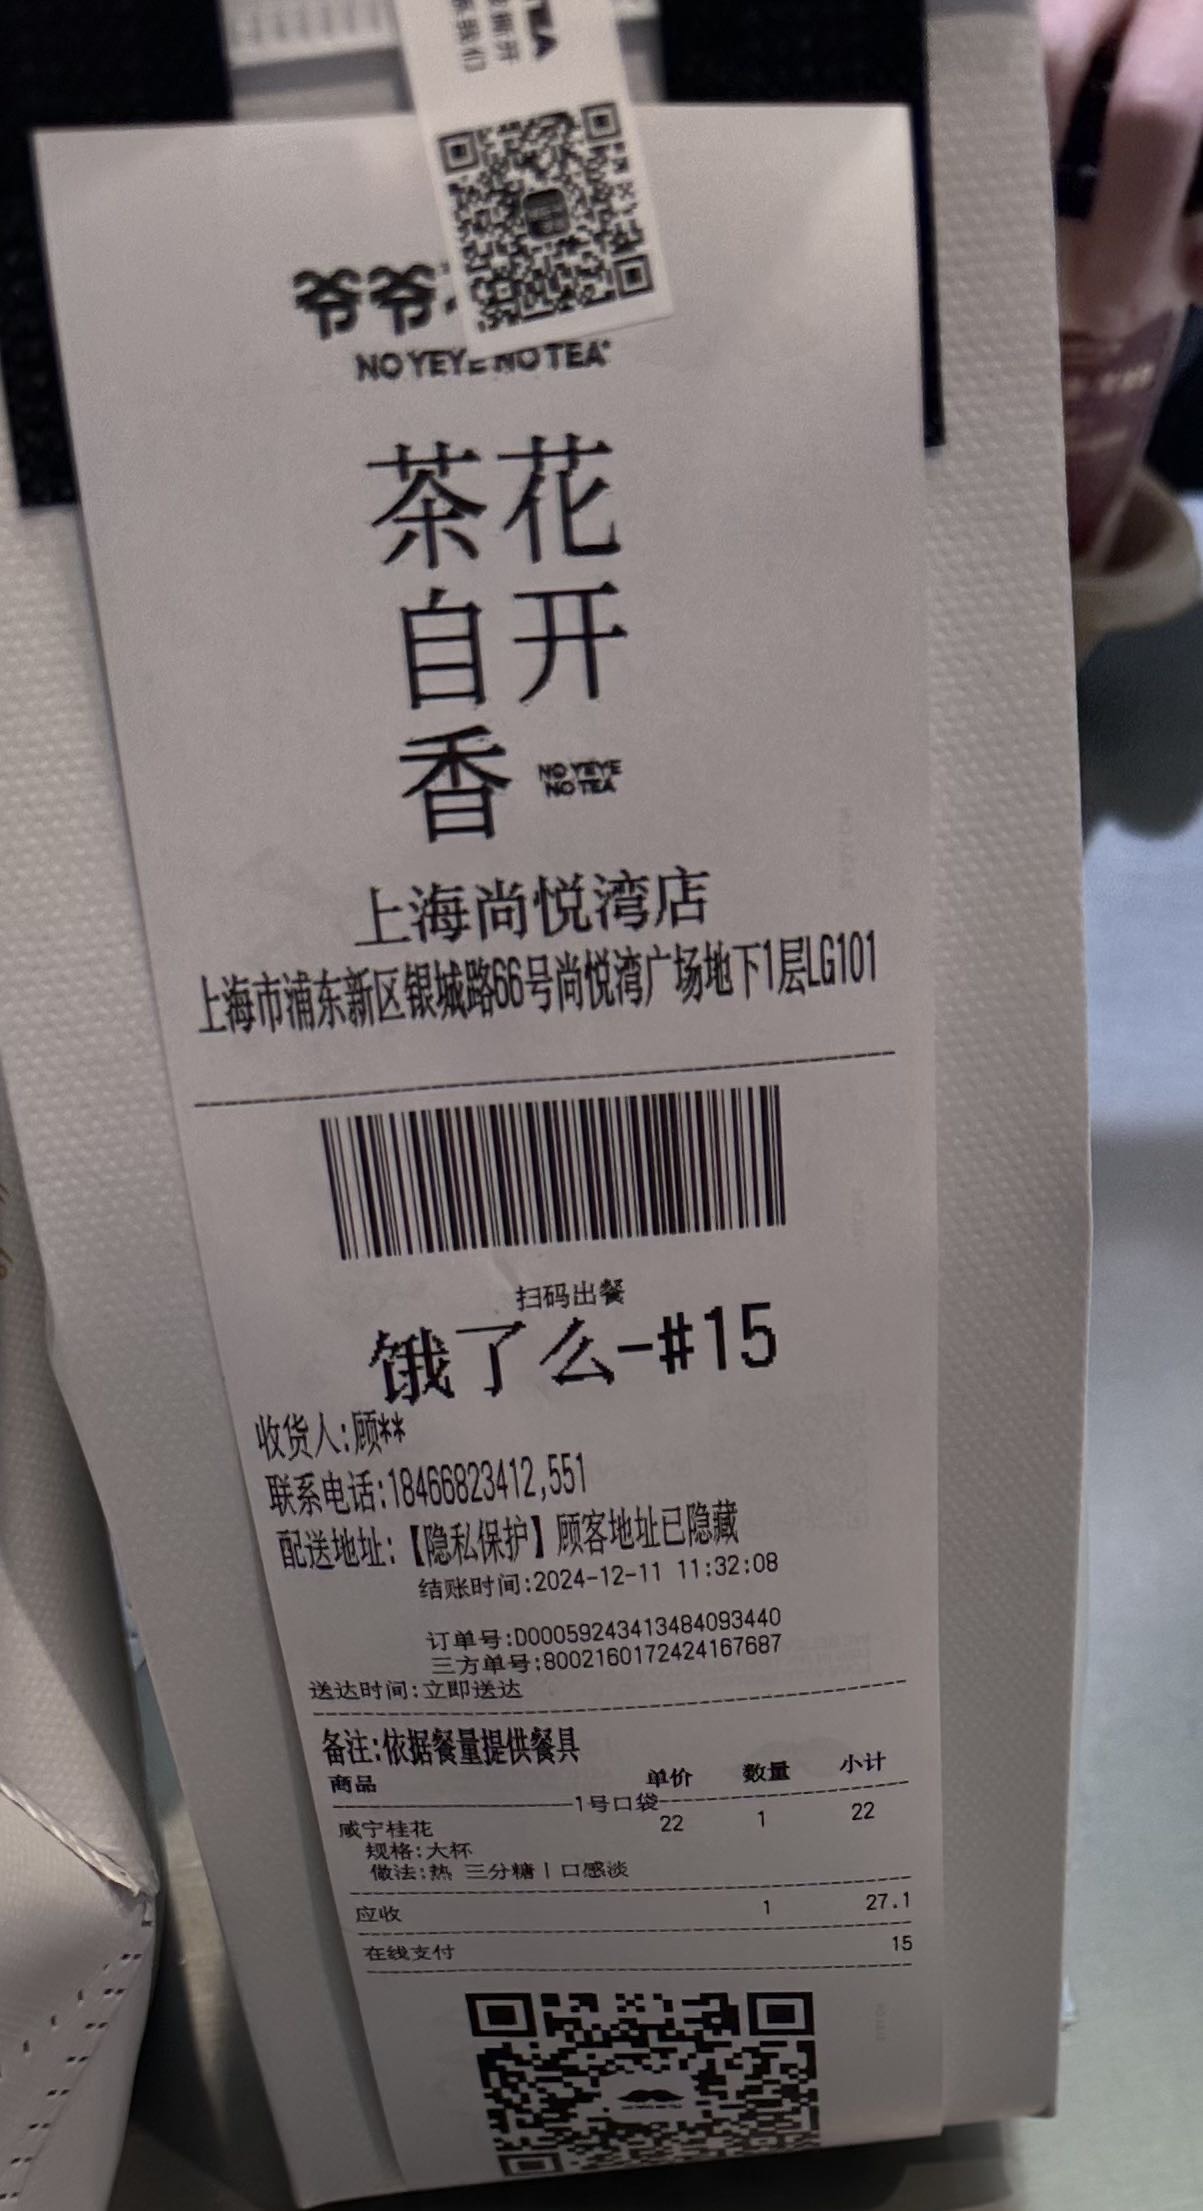 TEA
爷爷
NO YEYE NO TEA
花开
茶自香
NO YEYE
NO TEA
上海尚悦湾店
上海市浦东新区银城路66号尚悦湾广场地下1层LG101
扫码出餐
饿了么-#15
收货人:顾**
联系电话:18466823412,551
配送地址:【隐私保护】顾客地址已隐藏
结账时间:2024-12-11 11:32:08
订单号:D00059243413484093440
三方单号:8002160172424167687
送达时间:立即送达
备注:依据餐量提供餐具
商品 单价 数量 小计
1号口袋
咸宁桂花 22 1 22
规格:大杯
做法:热 三分糖|口感淡
应收 1 27.1
在线支付 15